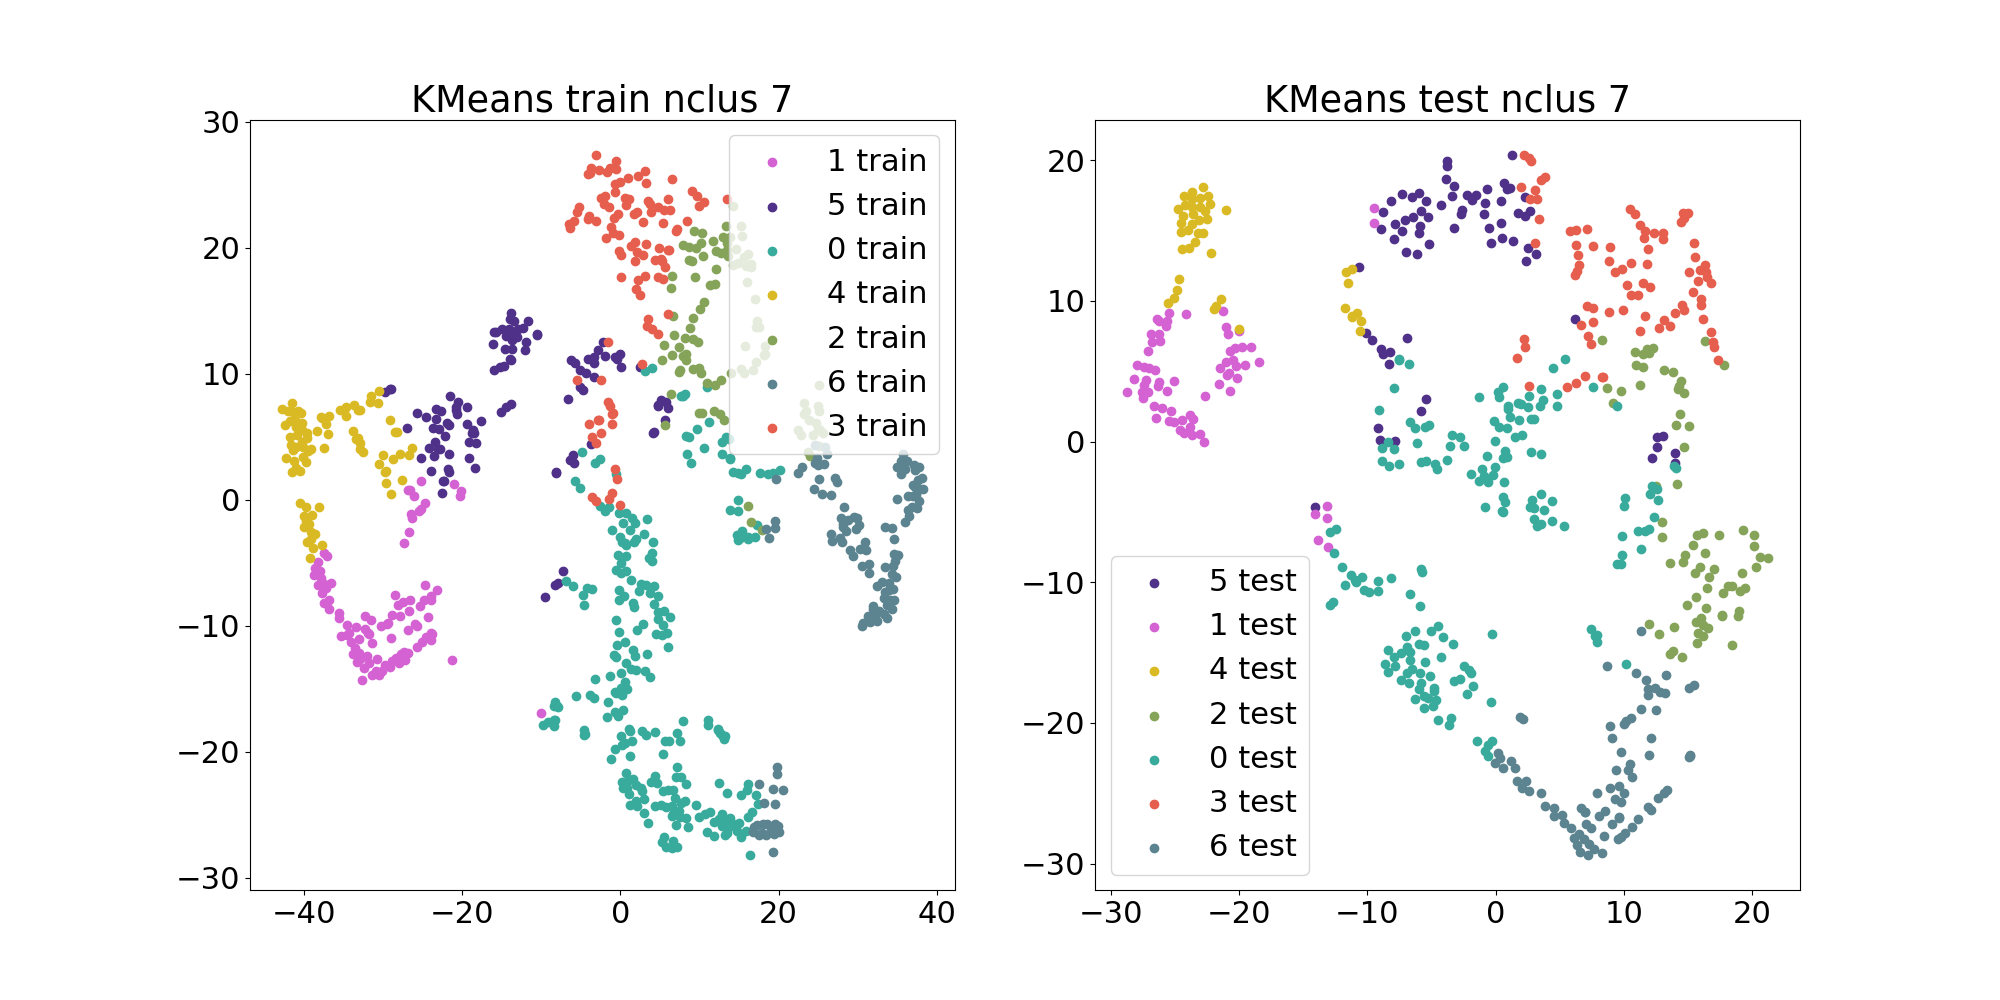 KMeans train nclus 7
30
20
10
0
−10
−20
−30
−40
−20
0
20
40
1 train
5 train
0 train
4 train
2 train
6 train
3 train
KMeans test nclus 7
20
10
0
−10
−20
−30
−30
−20
−10
0
10
20
5 test
1 test
4 test
2 test
0 test
3 test
6 test